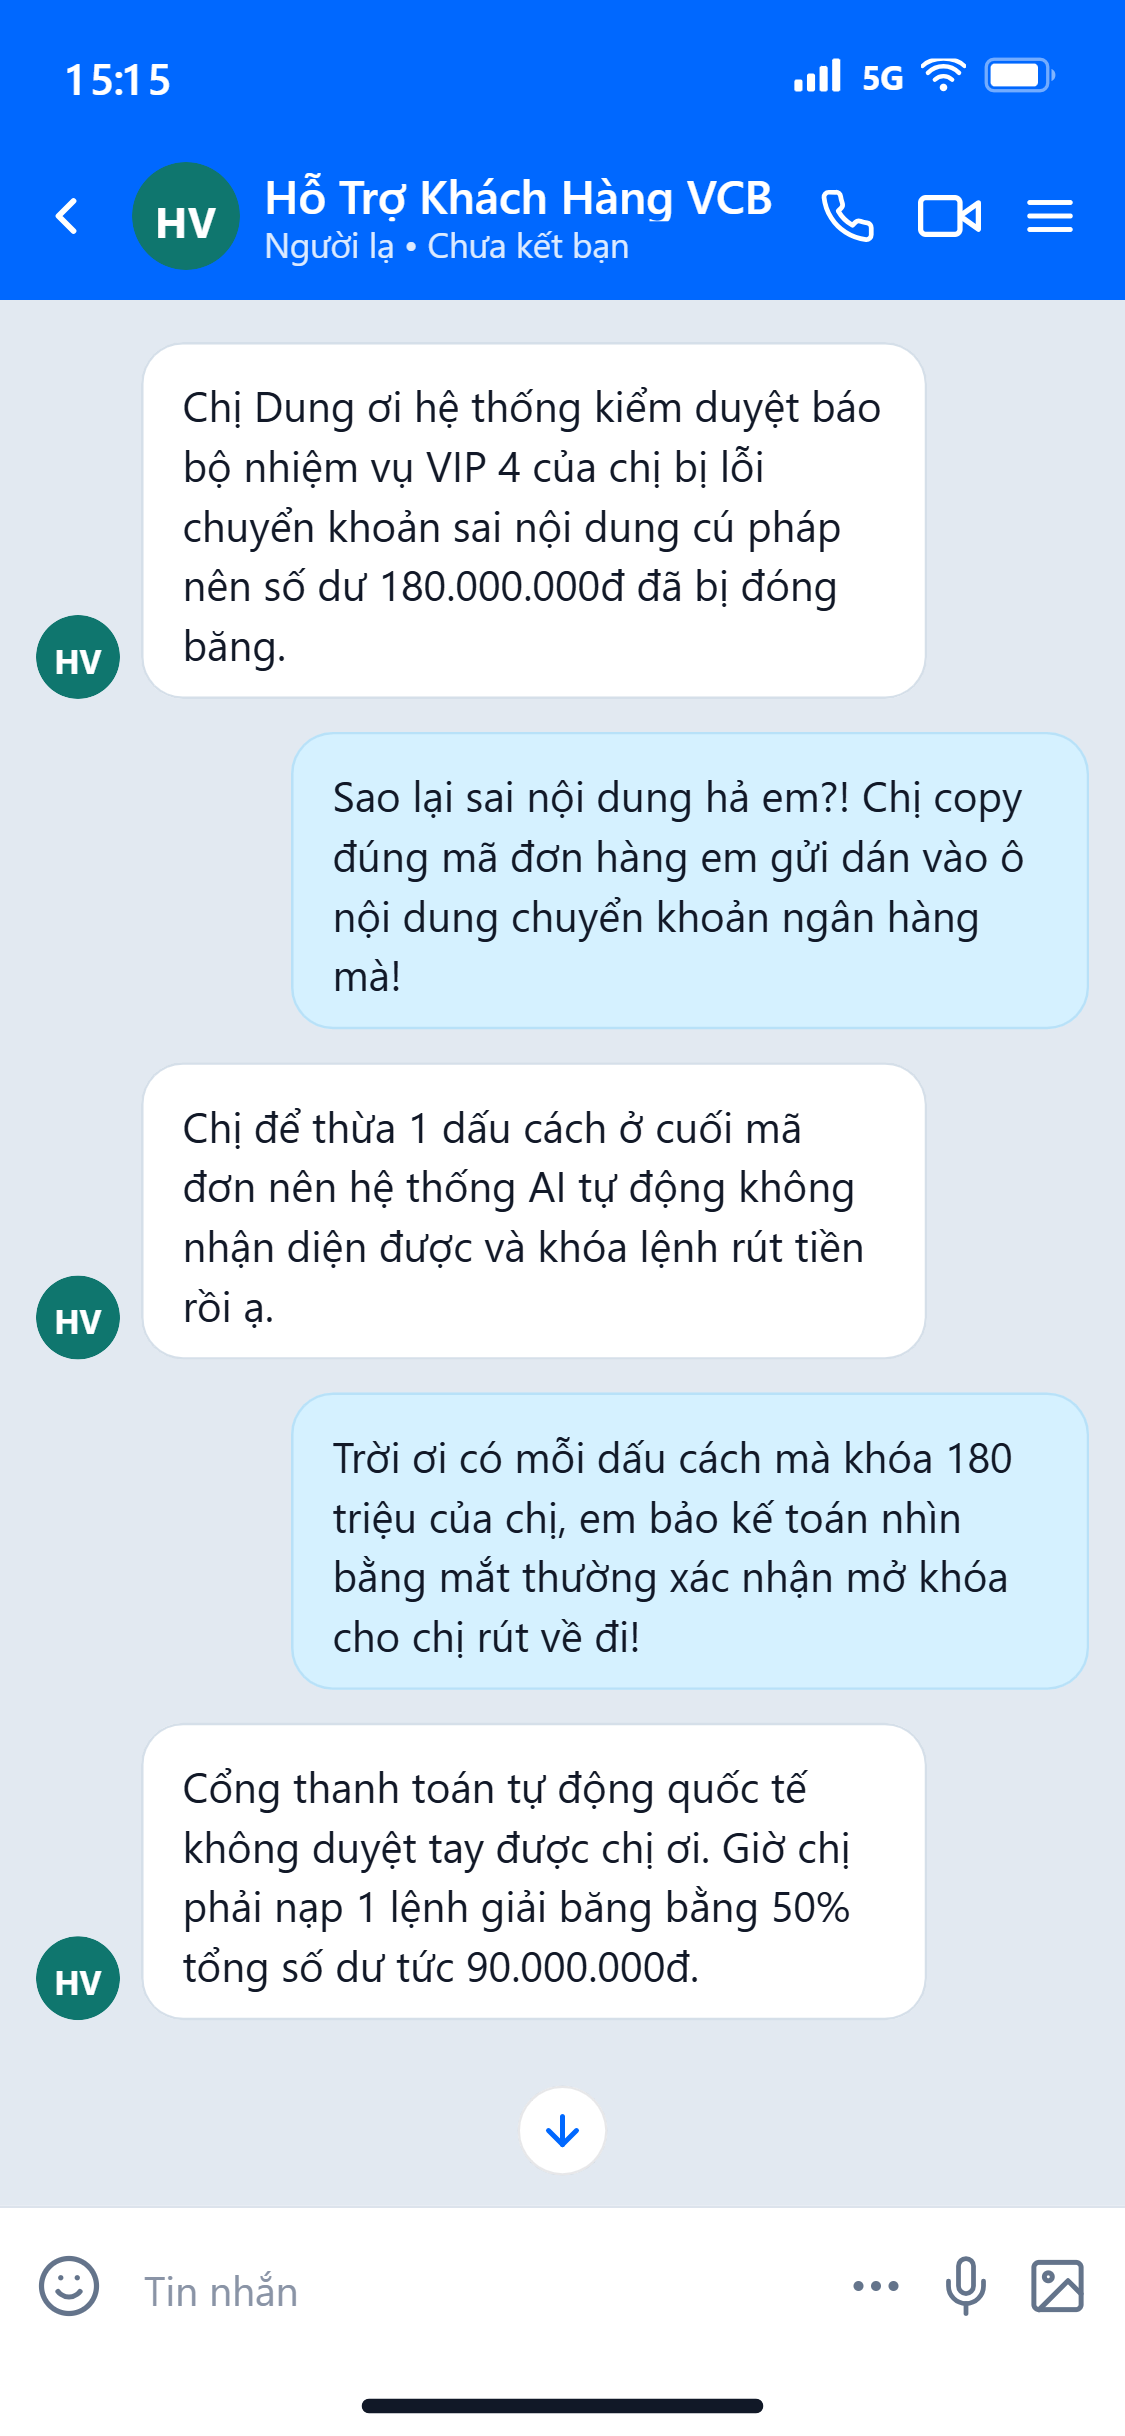 15:15
5G
HV
Hỗ Trợ Khách Hàng VCB
Người lạ • Chưa kết bạn
Chị Dung ơi hệ thống kiểm duyệt báo
bộ nhiệm vụ VIP 4 của chị bị lỗi
chuyển khoản sai nội dung cú pháp
nên số dư 180.000.000đ đã bị đóng
băng.
HV
Sao lại sai nội dung hả em?! Chị copy
đúng mã đơn hàng em gửi dán vào ô
nội dung chuyển khoản ngân hàng
mà!
Chị để thừa 1 dấu cách ở cuối mã
đơn nên hệ thống AI tự động không
nhận diện được và khóa lệnh rút tiền
rồi ạ.
HV
Trời ơi có mỗi dấu cách mà khóa 180
triệu của chị, em bảo kế toán nhìn
bằng mắt thường xác nhận mở khóa
cho chị rút về đi!
Cổng thanh toán tự động quốc tế
không duyệt tay được chị ơi. Giờ chị
phải nạp 1 lệnh giải băng bằng 50%
tổng số dư tức 90.000.000đ.
HV
Tin nhắn